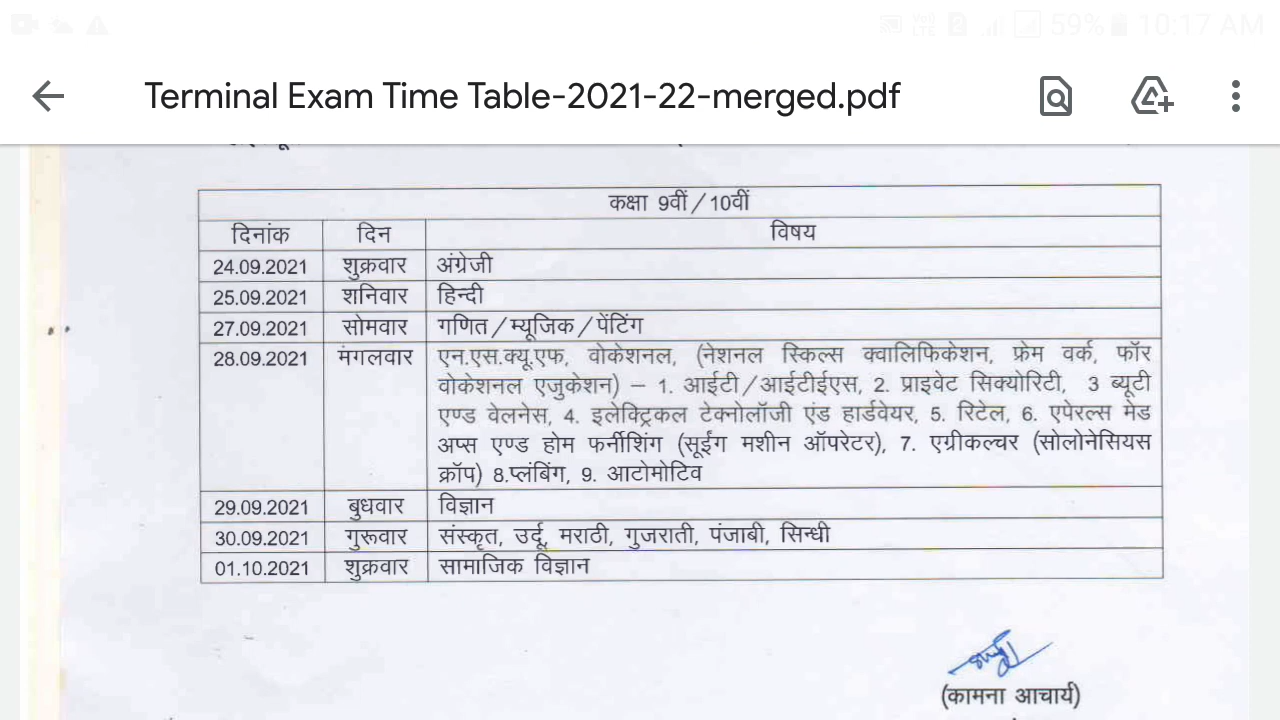 59% 10:17 AM
Terminal Exam Time Table-2021-22-merged.pdf
कक्षा 9वीं/10वीं
दिनांक दिन विषय
24.09.2021 शुक्रवार अंग्रेजी
25.09.2021 शनिवार हिन्दी
27.09.2021 सोमवार गणित/म्यूजिक/पेंटिंग
28.09.2021 मंगलवार एन.एस.क्यू.एफ, वोकेशनल, (नेशनल स्किल्स क्वालिफिकेशन, फ्रेम वर्क, फॉर
वोकेशनल एजुकेशन) – 1. आईटी/आईटीईएस, 2. प्राइवेट सिक्योरिटी, 3 ब्यूटी
एण्ड वेलनेस, 4. इलेक्ट्रिकल टेक्नोलॉजी एंड हार्डवेयर, 5. रिटेल, 6. एपेरल्स मेड
अप्स एण्ड होम फर्नीशिंग (सूईंग मशीन ऑपरेटर), 7. एग्रीकल्चर (सोलोनेसियस
क्रॉप) 8.प्लंबिंग, 9. आटोमोटिव
29.09.2021 बुधवार विज्ञान
30.09.2021 गुरूवार संस्कृत, उर्दू, मराठी, गुजराती, पंजाबी, सिन्धी
01.10.2021 शुक्रवार सामाजिक विज्ञान
(कामना आचार्य)